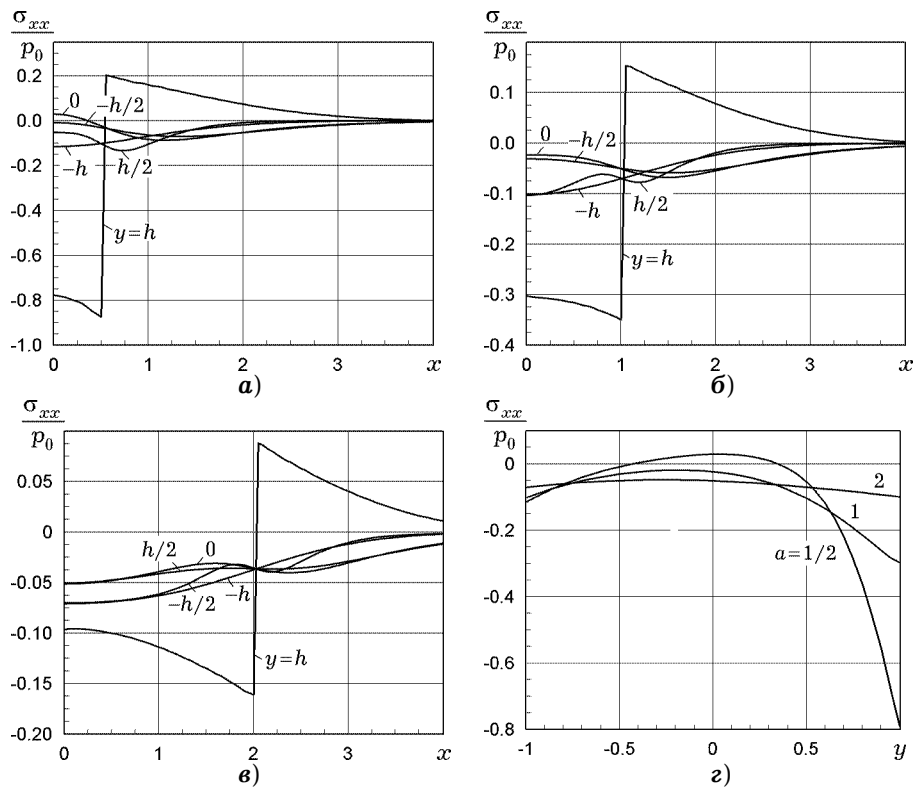 σxx
p0
0.2
0.0
-0.2
-0.4
-0.6
-0.8
-1.0
0
–h/2
–h
h/2
y=h
0 1 2 3 x
а)
σxx
p0
0.1
0.0
-0.1
-0.2
-0.3
-0.4
0
–h/2
–h
h/2
y=h
0 1 2 3 x
б)
σxx
p0
0.05
0
-0.05
-0.10
-0.15
-0.20
h/2
0
–h/2
–h
y=h
0 1 2 3 x
в)
σxx
p0
0
-0.2
-0.4
-0.6
-0.8
2
1
a=1/2
-1 -0.5 0 0.5 y
г)